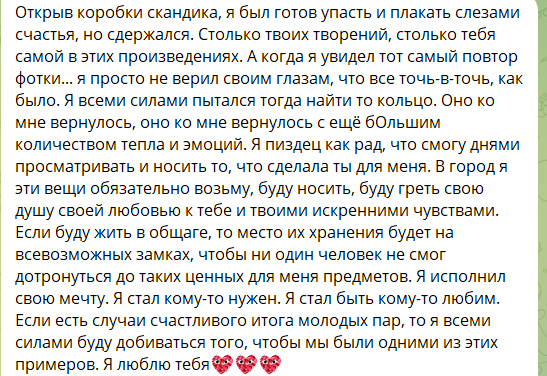 Открыв коробки скандика, я был готов упасть и плакать слезами
счастья, но сдержался. Столько твоих творений, столько тебя
самой в этих произведениях. А когда я увидел тот самый повтор
фотки... я просто не верил своим глазам, что все точь-в-точь, как
было. Я всеми силами пытался тогда найти то кольцо. Оно ко
мне вернулось, оно ко мне вернулось с ещё бОльшим
количеством тепла и эмоций. Я пиздец как рад, что смогу днями
просматривать и носить то, что сделала ты для меня. В город я
эти вещи обязательно возьму, буду носить, буду греть свою
душу своей любовью к тебе и твоими искренними чувствами.
Если буду жить в общаге, то место их хранения будет на
всевозможных замках, чтобы ни один человек не смог
дотронуться до таких ценных для меня предметов. Я исполнил
свою мечту. Я стал кому-то нужен. Я стал быть кому-то любим.
Если есть случаи счастливого итога молодых пар, то я всеми
силами буду добиваться того, чтобы мы были одними из этих
примеров. Я люблю тебя💖💖💖